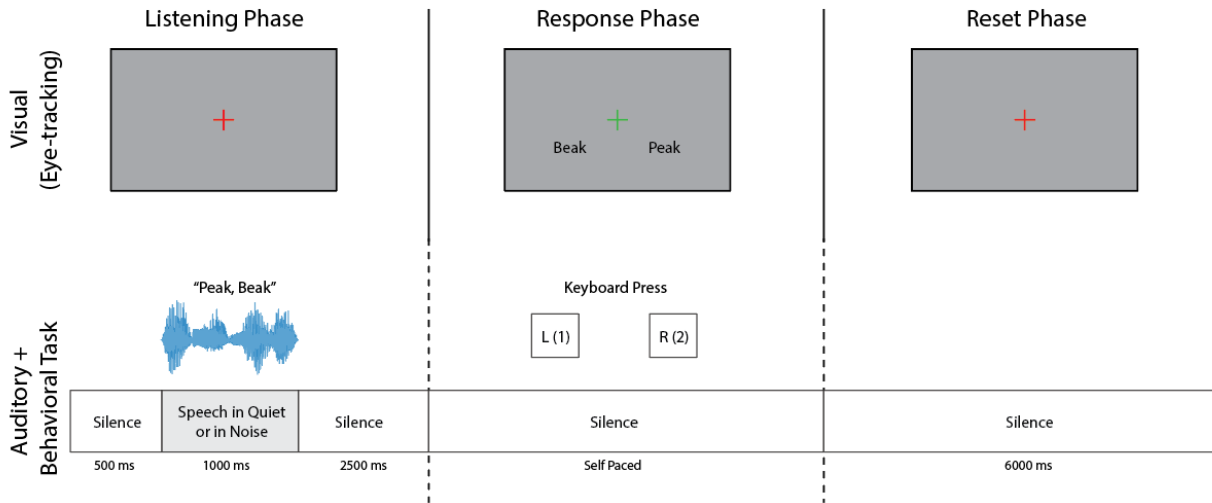 Listening Phase
Response Phase
Reset Phase
Visual
(Eye-tracking)
Beak
Peak
Auditory +
Behavioral Task
“Peak, Beak”
Keyboard Press
L (1)
R (2)
Silence
Speech in Quiet
or in Noise
Silence
Silence
Silence
500 ms
1000 ms
2500 ms
Self Paced
6000 ms